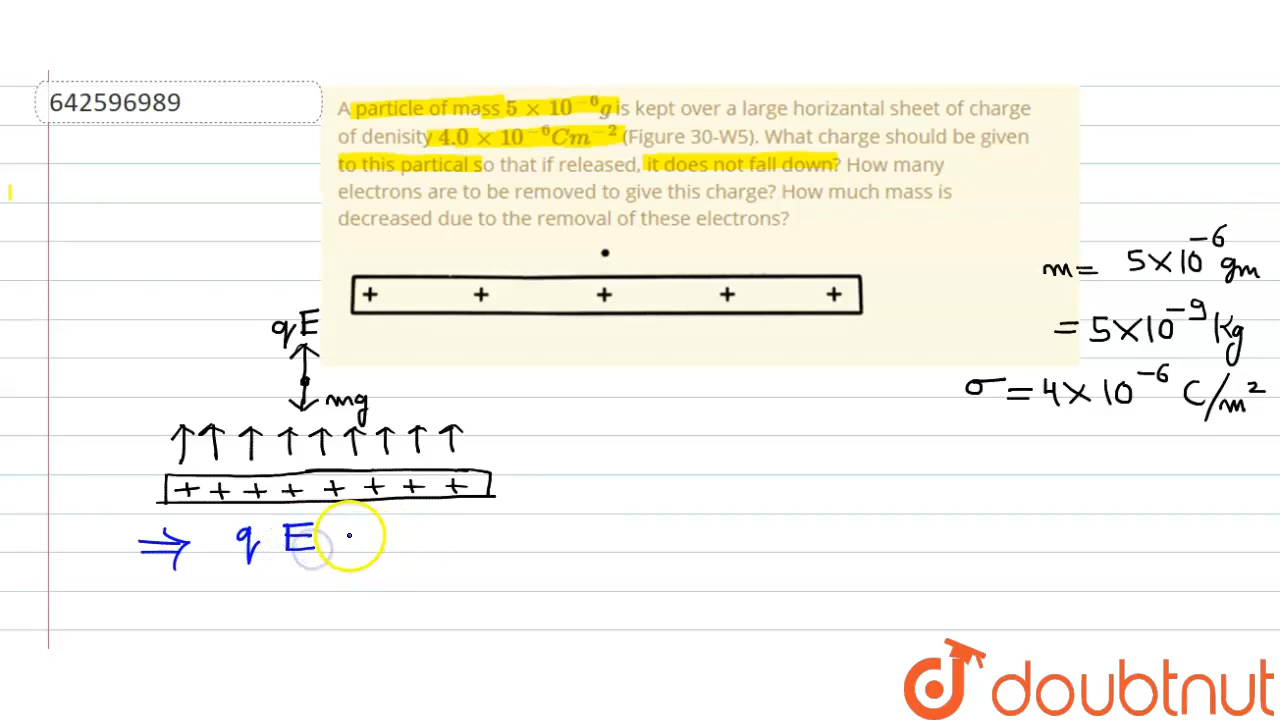 642596989
A particle of mass 5 × 10⁻⁶g is kept over a large horizantal sheet of charge
of denisity 4.0 × 10⁻⁶Cm⁻² (Figure 30-W5). What charge should be given
to this partical so that if released, it does not fall down? How many
electrons are to be removed to give this charge? How much mass is
decreased due to the removal of these electrons?
+ + + + +
m = 5×10⁻⁶ gm
= 5×10⁻⁹ Kg
σ = 4×10⁻⁶ C/m²
qE
mg
+ + + + + + + +
⇒ q E
doubtnut